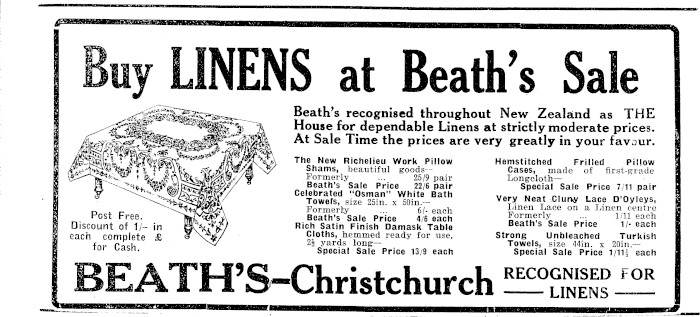 Buy LINENS at Beath's Sale
Beath's recognised throughout New Zealand as THE
House for dependable Linens at strictly moderate prices.
At Sale Time the prices are very greatly in your favour.
Post Free.
Discount of 1/- in
each complete £
for Cash.
The New Richelieu Work Pillow
Shams, beautiful goods—
Formerly ... 25/9 pair
Beath's Sale Price 22/6 pair
Celebrated "Osman" White Bath
Towels, size 25in. x 50in.—
Formerly ... 6/- each
Beath's Sale Price 4/6 each
Rich Satin Finish Damask Table
Cloths, hemmed ready for use,
2½ yards long—
Special Sale Price 13/9 each
Hemstitched Frilled Pillow
Cases, made of first-grade
Longcloth—
Special Sale Price 7/11 pair
Very Neat Cluny Lace D'Oyleys,
Linen Lace on a Linen centre
Formerly ... 1/11 each
Beath's Sale Price 1/- each
Strong Unbleached Turkish
Towels, size 44in. x 20in.—
Special Sale Price 1/11½ each
BEATH'S–Christchurch
RECOGNISED FOR
LINENS